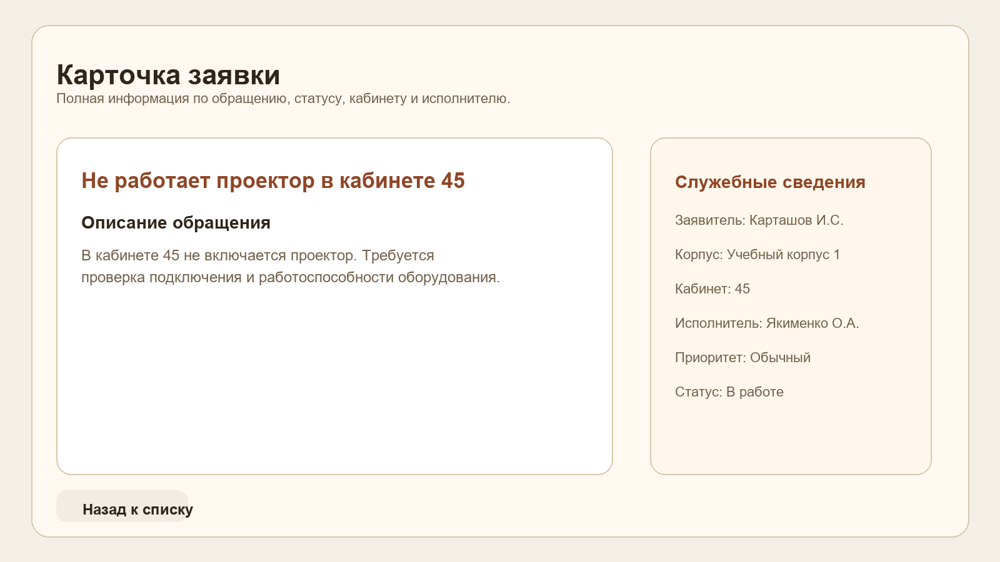 Карточка заявки
Полная информация по обращению, статусу, кабинету и исполнителю.
Не работает проектор в кабинете 45
Описание обращения
В кабинете 45 не включается проектор. Требуется
проверка подключения и работоспособности оборудования.
Служебные сведения
Заявитель: Карташов И.С.
Корпус: Учебный корпус 1
Кабинет: 45
Исполнитель: Якименко О.А.
Приоритет: Обычный
Статус: В работе
Назад к списку